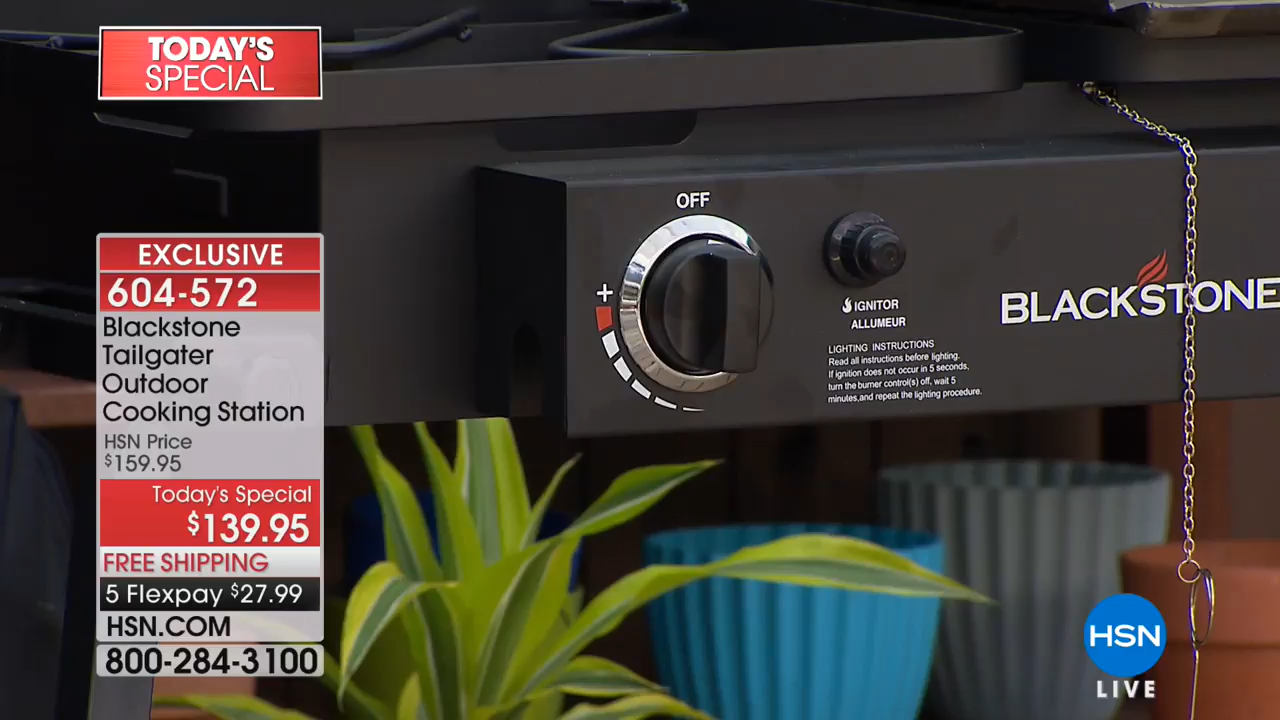 TODAY'S
SPECIAL
EXCLUSIVE
604-572
Blackstone
Tailgater
Outdoor
Cooking Station
HSN Price
$159.95
Today's Special
$139.95
FREE SHIPPING
5 Flexpay $27.99
HSN.COM
800-284-3100
OFF
+
IGNITOR
ALLUMEUR
LIGHTING INSTRUCTIONS
Read all instructions before lighting.
If ignition does not occur in 5 seconds,
turn the burner control(s) off, wait 5
minutes,and repeat the lighting procedure.
BLACKSTONE
HSN
LIVE